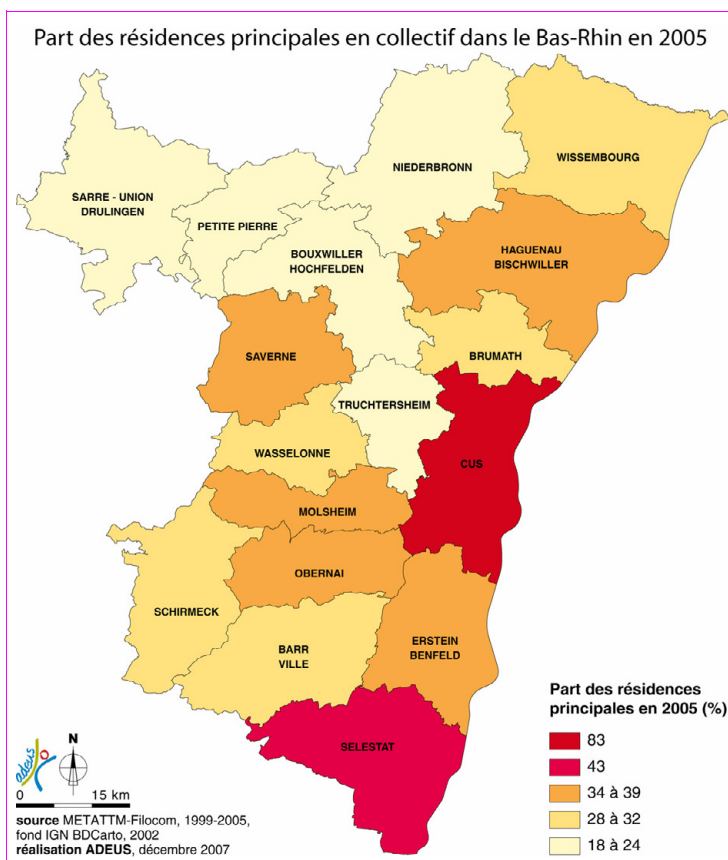 Part des résidences principales en collectif dans le Bas-Rhin en 2005
WISSEMBOURG
NIEDERBRONN
SARRE - UNION
DRULINGEN
PETITE PIERRE
BOUXWILLER
HOCHFELDEN
HAGUENAU
BISCHWILLER
SAVERNE
BRUMATH
TRUCHTERSHEIM
WASSELONNE
CUS
MOLSHEIM
OBERNAI
SCHIRMECK
ERSTEIN
BENFELD
BARR
VILLE
SELESTAT
Part des résidences
principales en 2005 (%)
83
43
34 à 39
28 à 32
18 à 24
adeus
N
0 15 km
source METATTM-Filocom, 1999-2005,
fond IGN BDCarto, 2002
réalisation ADEUS, décembre 2007